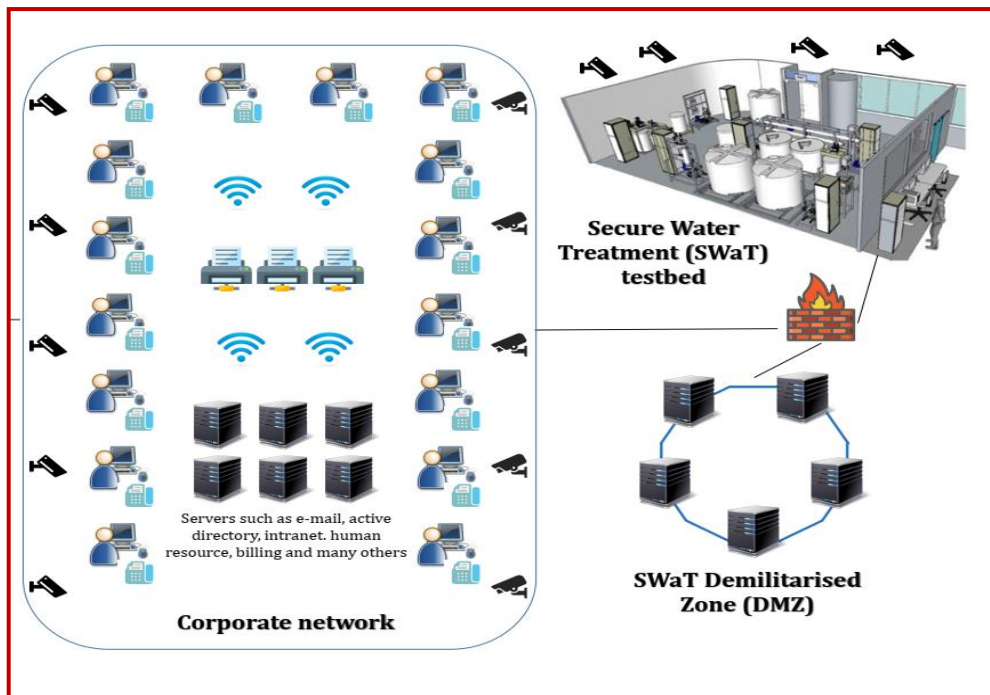 Secure Water
Treatment (SWaT)
testbed
Servers such as e-mail, active
directory, intranet. human
resource, billing and many others
Corporate network
SWaT Demilitarised
Zone (DMZ)